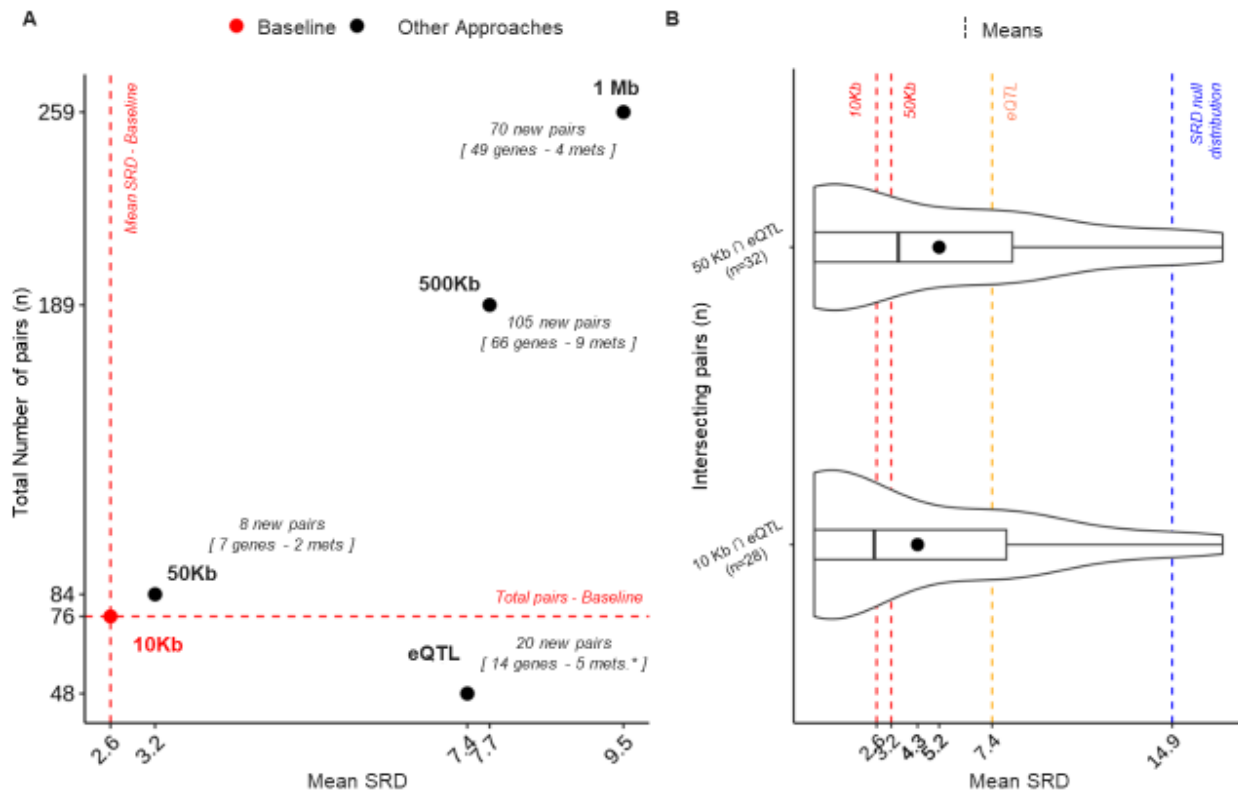 A
Baseline
Other Approaches
Total Number of pairs (n)
259
189
84
76
48
Mean SRD - Baseline
1 Mb
70 new pairs
[ 49 genes - 4 mets ]
500Kb
105 new pairs
[ 66 genes - 9 mets ]
8 new pairs
[ 7 genes - 2 mets ]
50Kb
Total pairs - Baseline
10Kb
eQTL
20 new pairs
[ 14 genes - 5 mets.* ]
2.6
3.2
7.4
7.7
9.5
Mean SRD
B
Means
10Kb
50Kb
eQTL
SRD null
distribution
Intersecting pairs (n)
50 Kb ∩ eQTL
(n=32)
10 Kb ∩ eQTL
(n=28)
2.6
3.2
4.3
5.2
7.4
14.9
Mean SRD